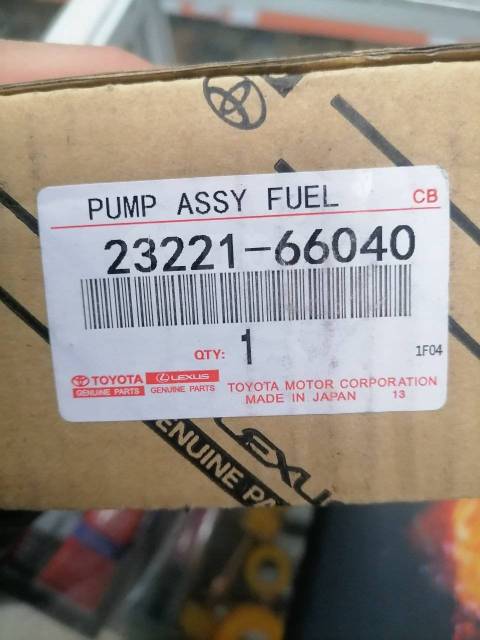 PUMP ASSY FUEL CB
23221-66040
QTY: 1
1F04
TOYOTA LEXUS
GENUINE PARTS GENUINE PARTS
TOYOTA MOTOR CORPORATION
MADE IN JAPAN 13
LEXUS
GENUINE PA